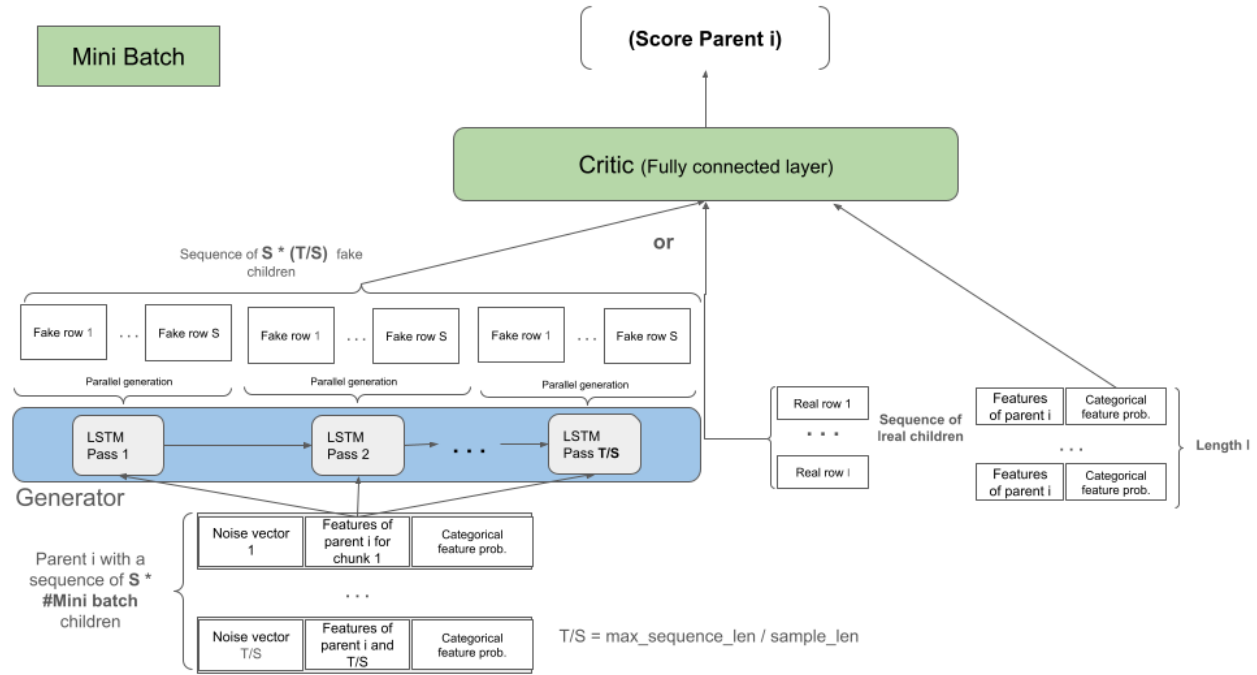 Mini Batch
(Score Parent i)
Critic (Fully connected layer)
Sequence of S * (T/S) fake
children
or
Fake row 1
. . .
Fake row S
Fake row 1
. . .
Fake row S
Fake row 1
. . .
Fake row S
Parallel generation
Parallel generation
Parallel generation
LSTM
Pass 1
LSTM
Pass 2
. . .
LSTM
Pass T/S
Generator
Real row 1
. . .
Real row l
Sequence of
lreal children
Features
of parent i
Categorical
feature prob.
. . .
Features
of parent i
Categorical
feature prob.
Length l
Parent i with a
sequence of S *
#Mini batch
children
Noise vector
1
Features of
parent i for
chunk 1
Categorical
feature prob.
. . .
Noise vector
T/S
Features of
parent i and
T/S
Categorical
feature prob.
T/S = max_sequence_len / sample_len